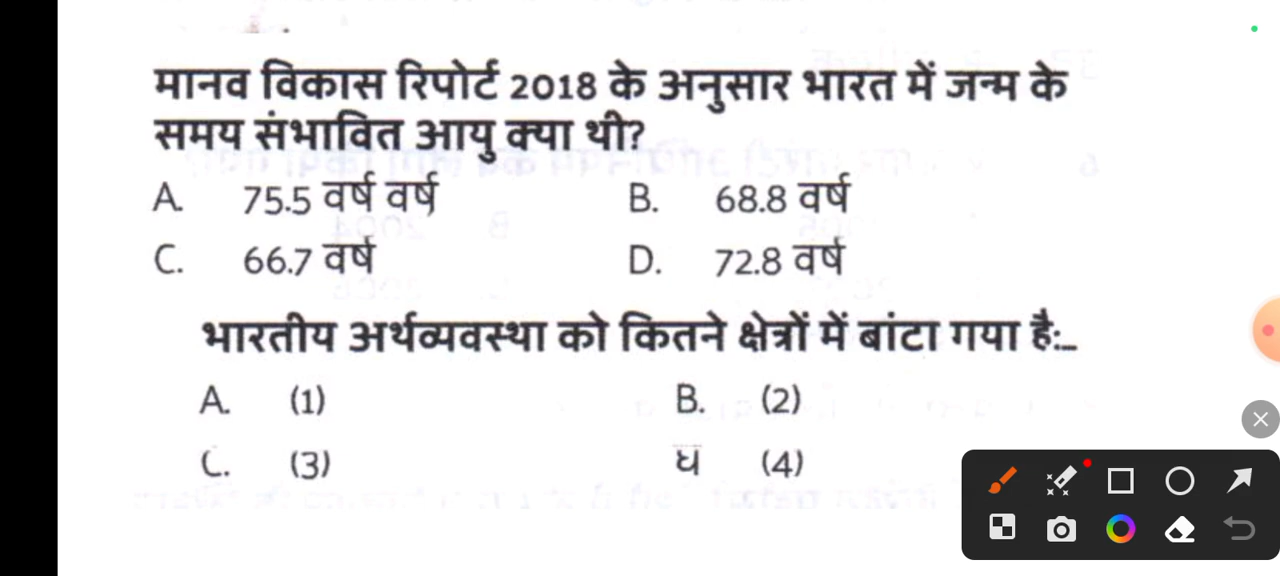 मानव विकास रिपोर्ट 2018 के अनुसार भारत में जन्म के
समय संभावित आयु क्या थी?
A. 75.5 वर्ष वर्ष B. 68.8 वर्ष
C. 66.7 वर्ष D. 72.8 वर्ष
भारतीय अर्थव्यवस्था को कितने क्षेत्रों में बांटा गया है:_
A. (1) B. (2)
C. (3) घ (4)